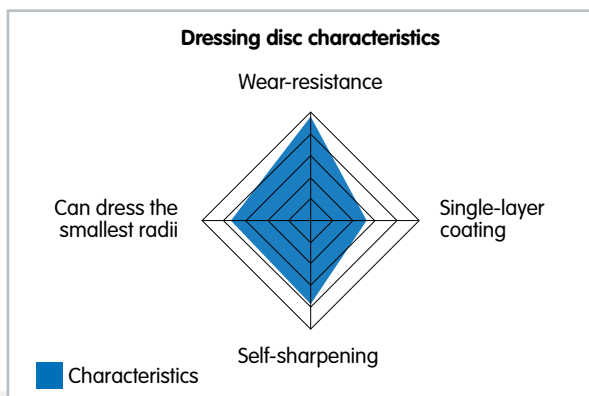 Dressing disc characteristics
Wear-resistance
Can dress the
smallest radii
Single-layer
coating
Self-sharpening
Characteristics